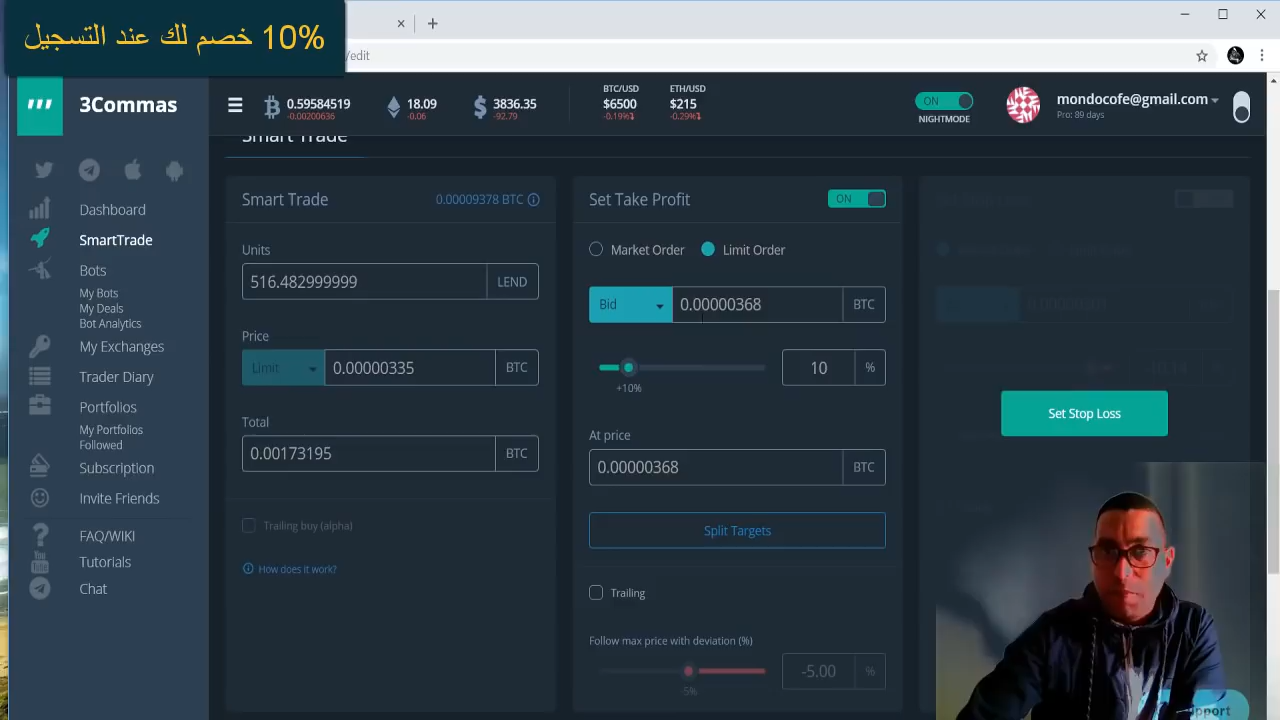 10% خصم لك عند التسجيل
/edit
3Commas
0.59584519
-0.00200636
18.09
-0.06
3836.35
-92.79
BTC/USD
$6500
-0.19%
ETH/USD
$215
-0.29%
ON
NIGHTMODE
mondocofe@gmail.com
Pro: 89 days
Dashboard
SmartTrade
Bots
My Bots
My Deals
Bot Analytics
My Exchanges
Trader Diary
Portfolios
My Portfolios
Followed
Subscription
Invite Friends
FAQ/WIKI
Tutorials
Chat
Smart Trade
Smart Trade
0.00009378 BTC
Units
516.482999999 LEND
Price
Limit 0.00000335 BTC
Total
0.00173195 BTC
Trailing buy (alpha)
How does it work?
Set Take Profit
ON
Market Order
Limit Order
Bid 0.00000368 BTC
10 %
+10%
At price
0.00000368 BTC
Split Targets
Trailing
Follow max price with deviation (%)
-5.00 %
5%
Set Stop Loss